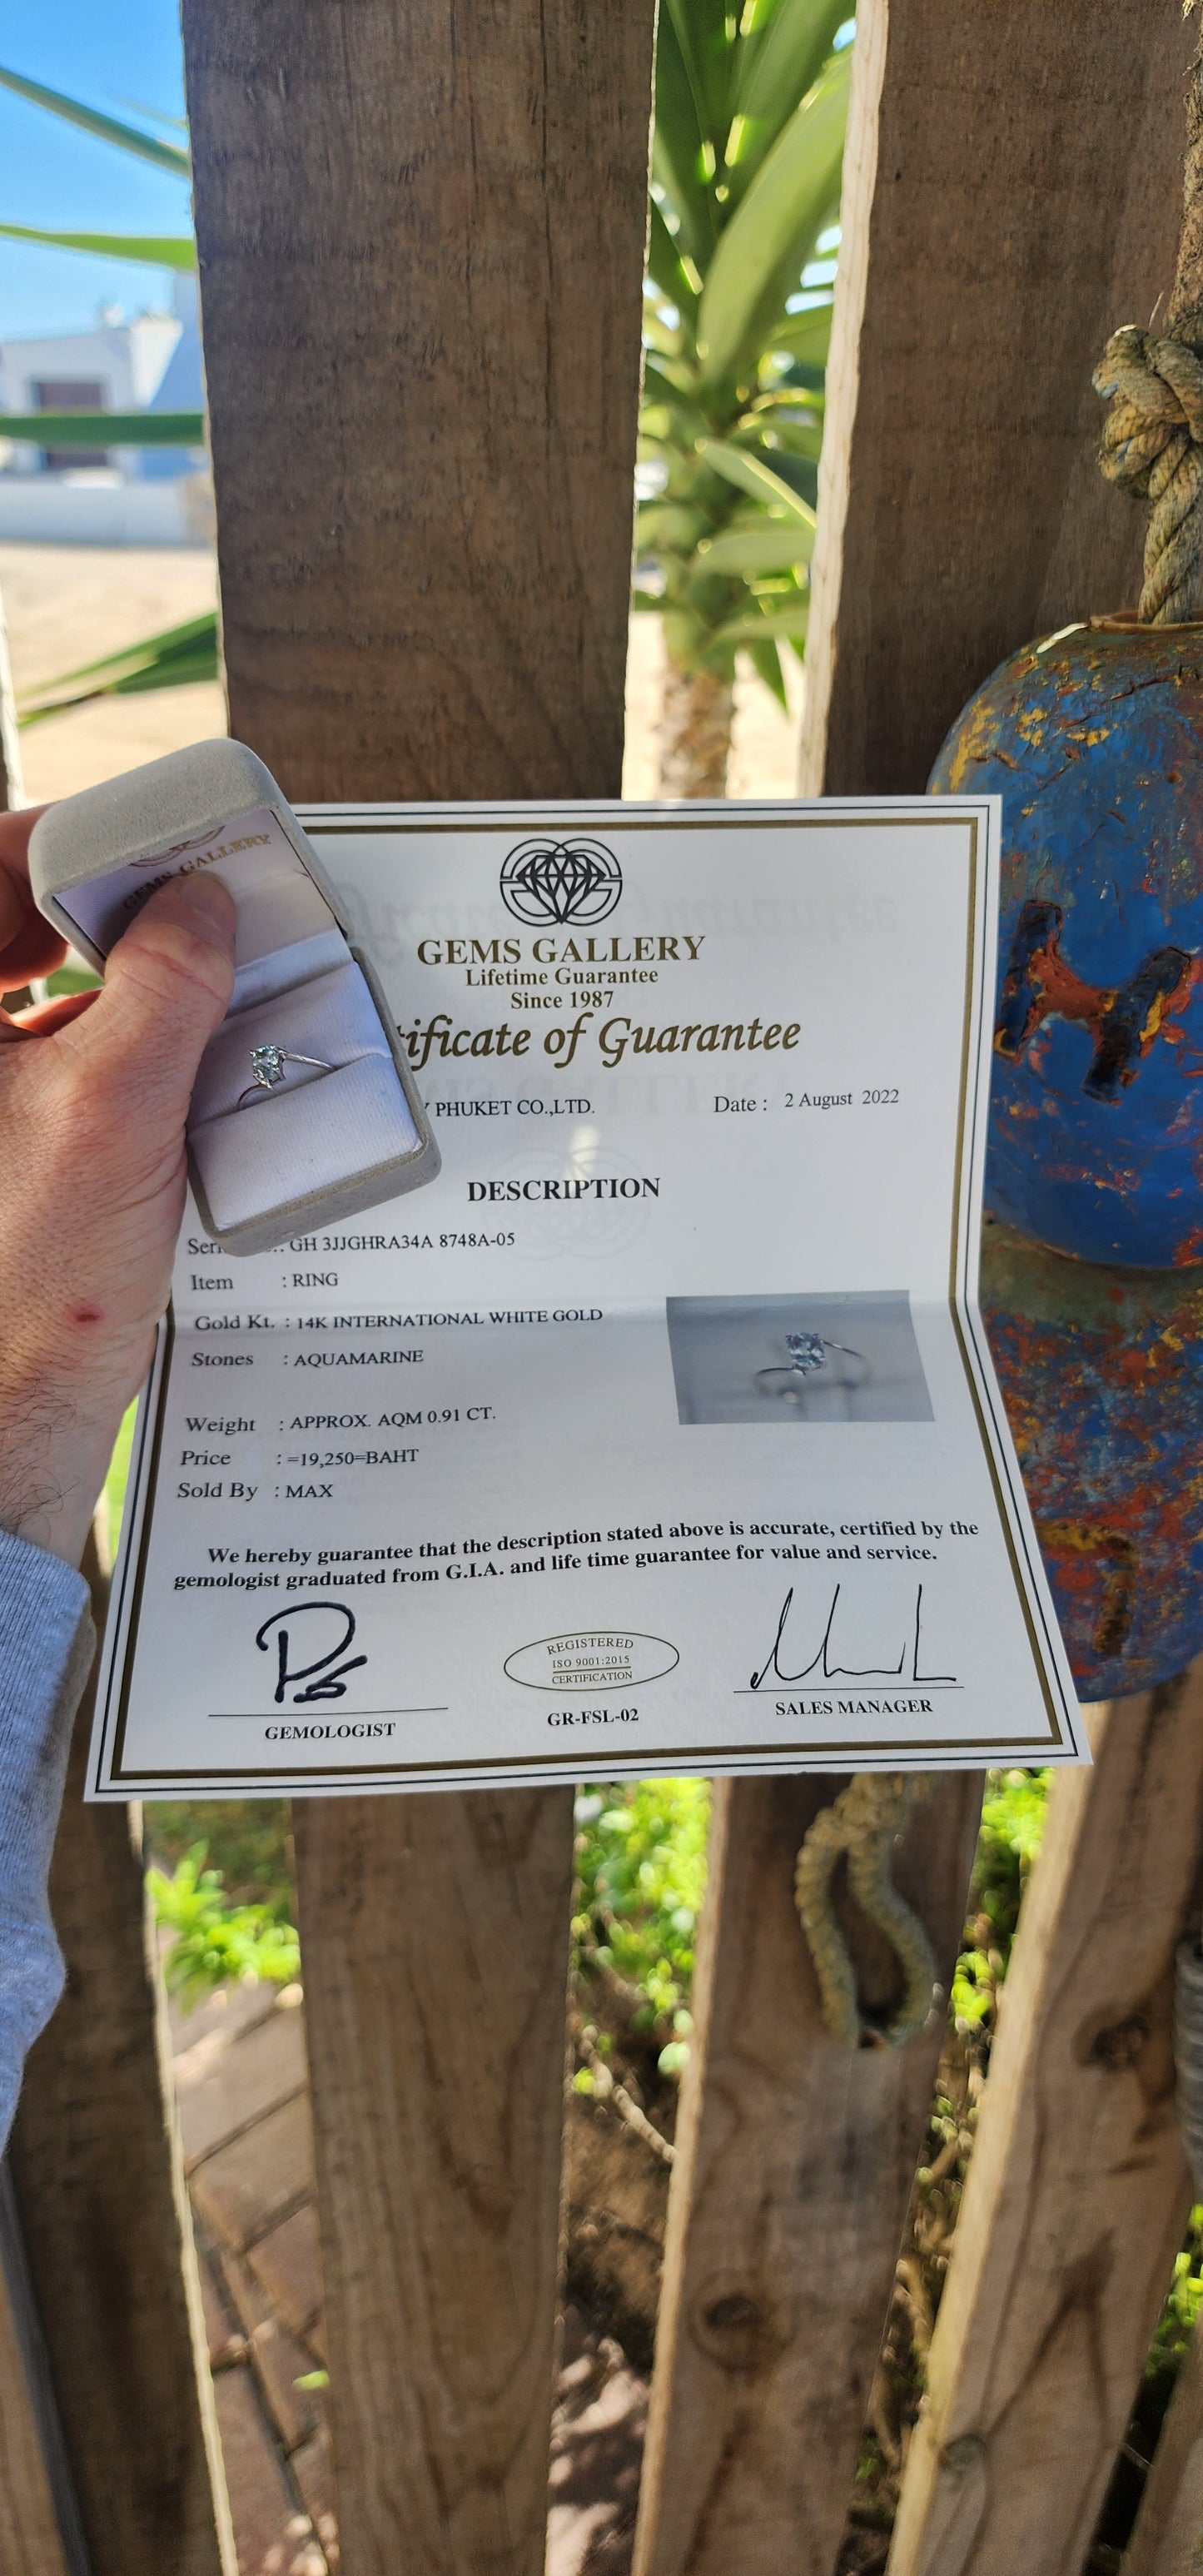 GEMS GALLERY
GEMS GALLERY
Lifetime Guarantee
Since 1987
tificate of Guarantee
Y PHUKET CO.,LTD. Date : 2 August 2022
DESCRIPTION
Seri .. GH 3JJGHRA34A 8748A-05
Item : RING
Gold Kt. : 14K INTERNATIONAL WHITE GOLD
Stones : AQUAMARINE
Weight : APPROX. AQM 0.91 CT.
Price : =19,250=BAHT
Sold By : MAX
We hereby guarantee that the description stated above is accurate, certified by the
gemologist graduated from G.I.A. and life time guarantee for value and service.
REGISTERED
ISO 9001:2015
CERTIFICATION
GEMOLOGIST GR-FSL-02 SALES MANAGER